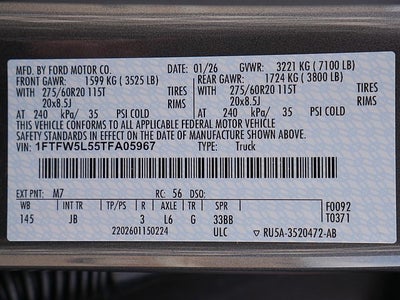 MFD. BY FORD MOTOR CO. 01/26 GVWR: 3221 KG ( 7100 LB)
FRONT GAWR: 1599 KG ( 3525 LB) REAR GAWR: 1724 KG ( 3800 LB)
WITH 275/60R20 115T TIRES WITH 275/60R20 115T TIRES
20x8.5J RIMS 20x8.5J RIMS
AT 240 kPa/ 35 PSI COLD AT 240 kPa/ 35 PSI COLD
THIS VEHICLE CONFORMS TO ALL APPLICABLE FEDERAL MOTOR VEHICLE
SAFETY STANDARDS IN EFFECT ON THE DATE OF MANUFACTURE SHOWN ABOVE.
VIN: 1FTFW5L55TFA05967 TYPE: Truck
EXT PNT: M7 RC: 56 DSO:
WB INT TR TP/PS R AXLE TR SPR F0092
145 JB 3 L6 G 33BB T0371
2202601150224 ULC RU5A-3520472-AB